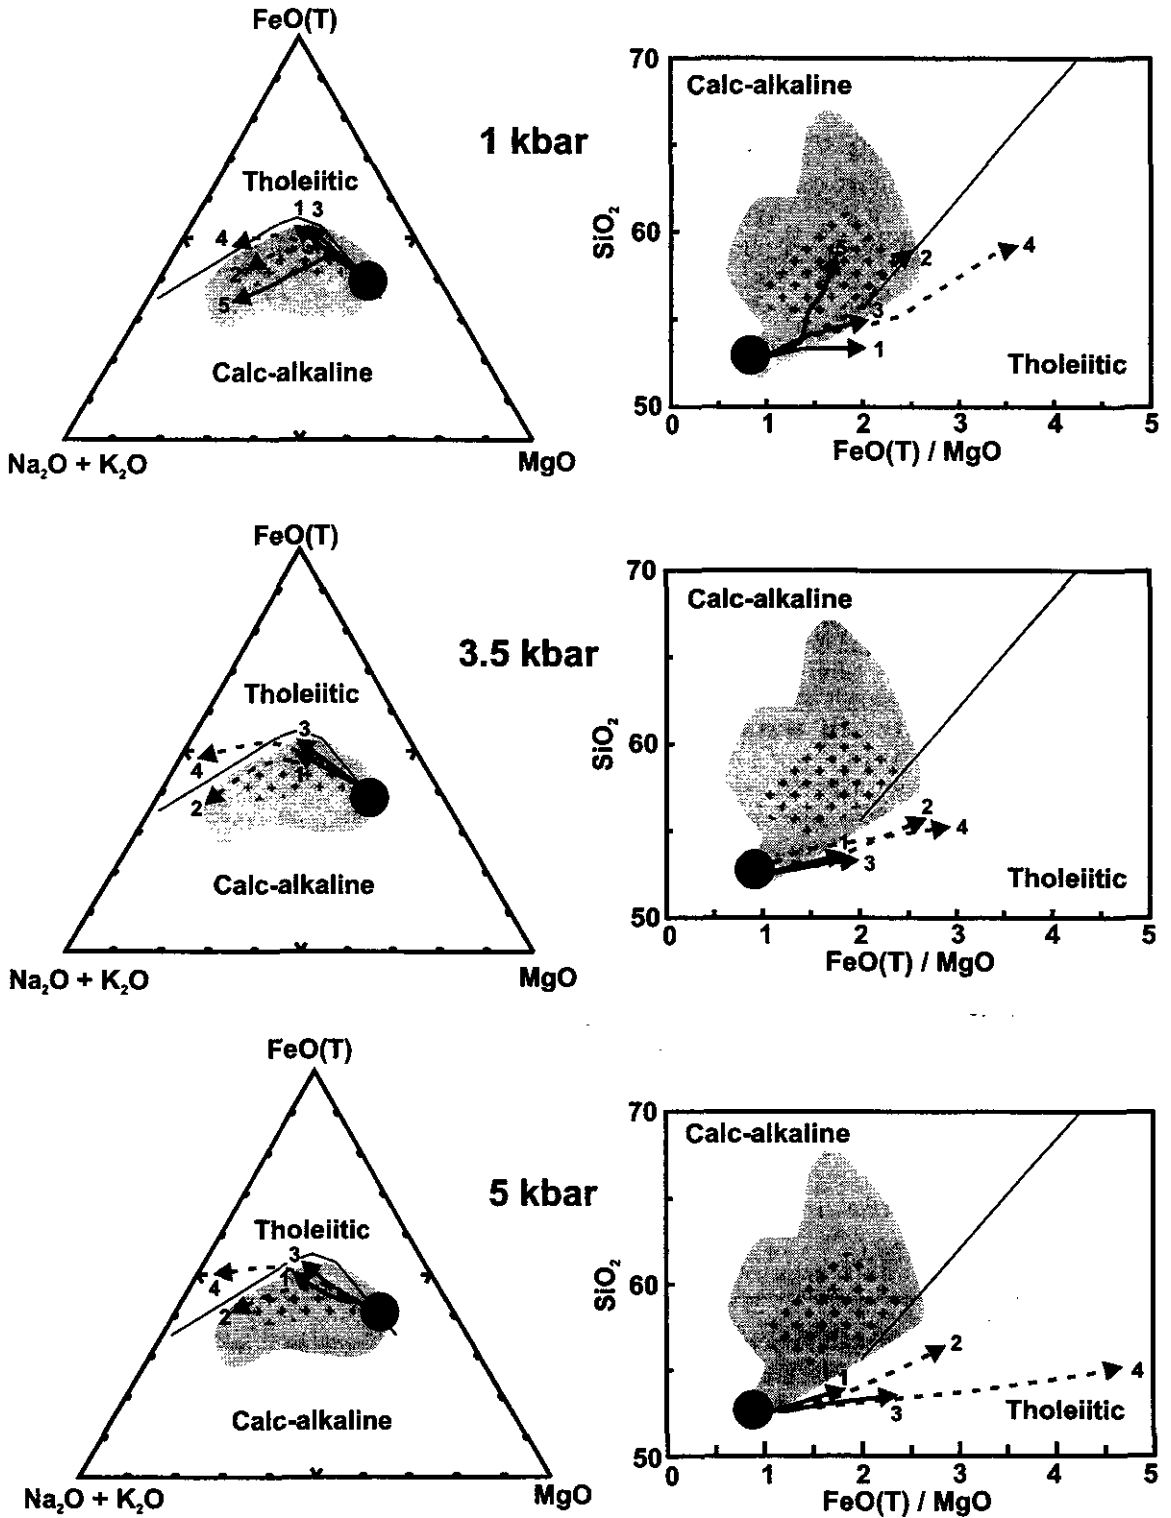 FeO(T)
1 kbar
Tholeiitic
1 3
4
2
5
Calc-alkaline
Na₂O + K₂O
MgO
70
60
50
SiO₂
Calc-alkaline
5
2
4
3
1
Tholeiitic
0 1 2 3 4 5
FeO(T) / MgO
FeO(T)
3.5 kbar
Tholeiitic
3
4
1
2
Calc-alkaline
Na₂O + K₂O
MgO
70
60
50
SiO₂
Calc-alkaline
2
1
4
3
Tholeiitic
0 1 2 3 4 5
FeO(T) / MgO
FeO(T)
5 kbar
Tholeiitic
3
1
4
2
Calc-alkaline
Na₂O + K₂O
MgO
70
60
50
SiO₂
Calc-alkaline
2
1
4
3
Tholeiitic
0 1 2 3 4 5
FeO(T) / MgO